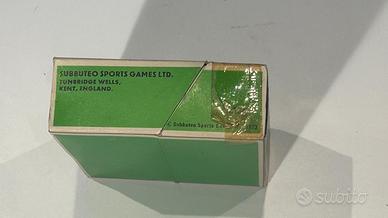 SUBBUTEO SPORTS GAMES LTD.
TUNBRIDGE WELLS,
KENT, ENGLAND.
© Subbuteo Sports
subito